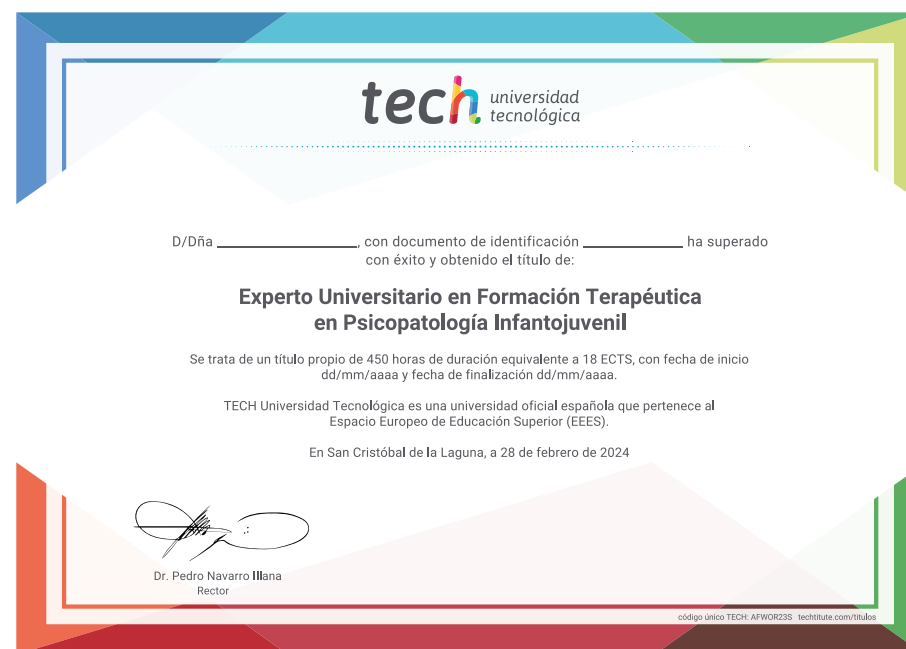 tech universidad
tecnológica
D/Dña ______________, con documento de identificación __________ ha superado
con éxito y obtenido el título de:
Experto Universitario en Formación Terapéutica
en Psicopatología Infantojuvenil
Se trata de un título propio de 450 horas de duración equivalente a 18 ECTS, con fecha de inicio
dd/mm/aaaa y fecha de finalización dd/mm/aaaa.
TECH Universidad Tecnológica es una universidad oficial española que pertenece al
Espacio Europeo de Educación Superior (EEES).
En San Cristóbal de la Laguna, a 28 de febrero de 2024
Dr. Pedro Navarro Illana
Rector
código único TECH: AFWOR23S techtitute.com/titulos